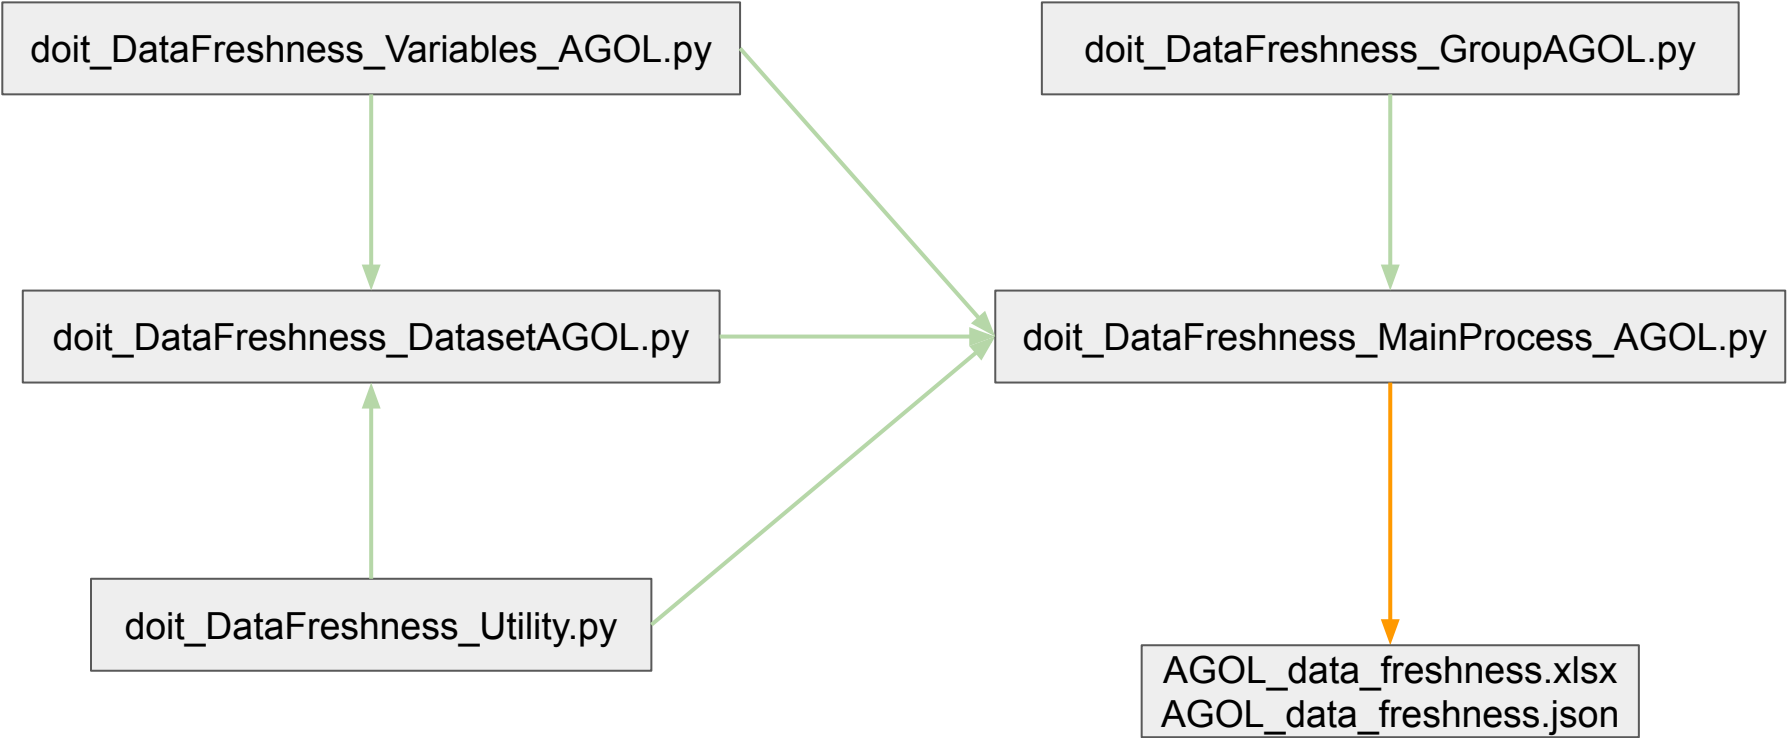 doit_DataFreshness_Variables_AGOL.py
doit_DataFreshness_GroupAGOL.py
doit_DataFreshness_DatasetAGOL.py
doit_DataFreshness_MainProcess_AGOL.py
doit_DataFreshness_Utility.py
AGOL_data_freshness.xlsx
AGOL_data_freshness.json